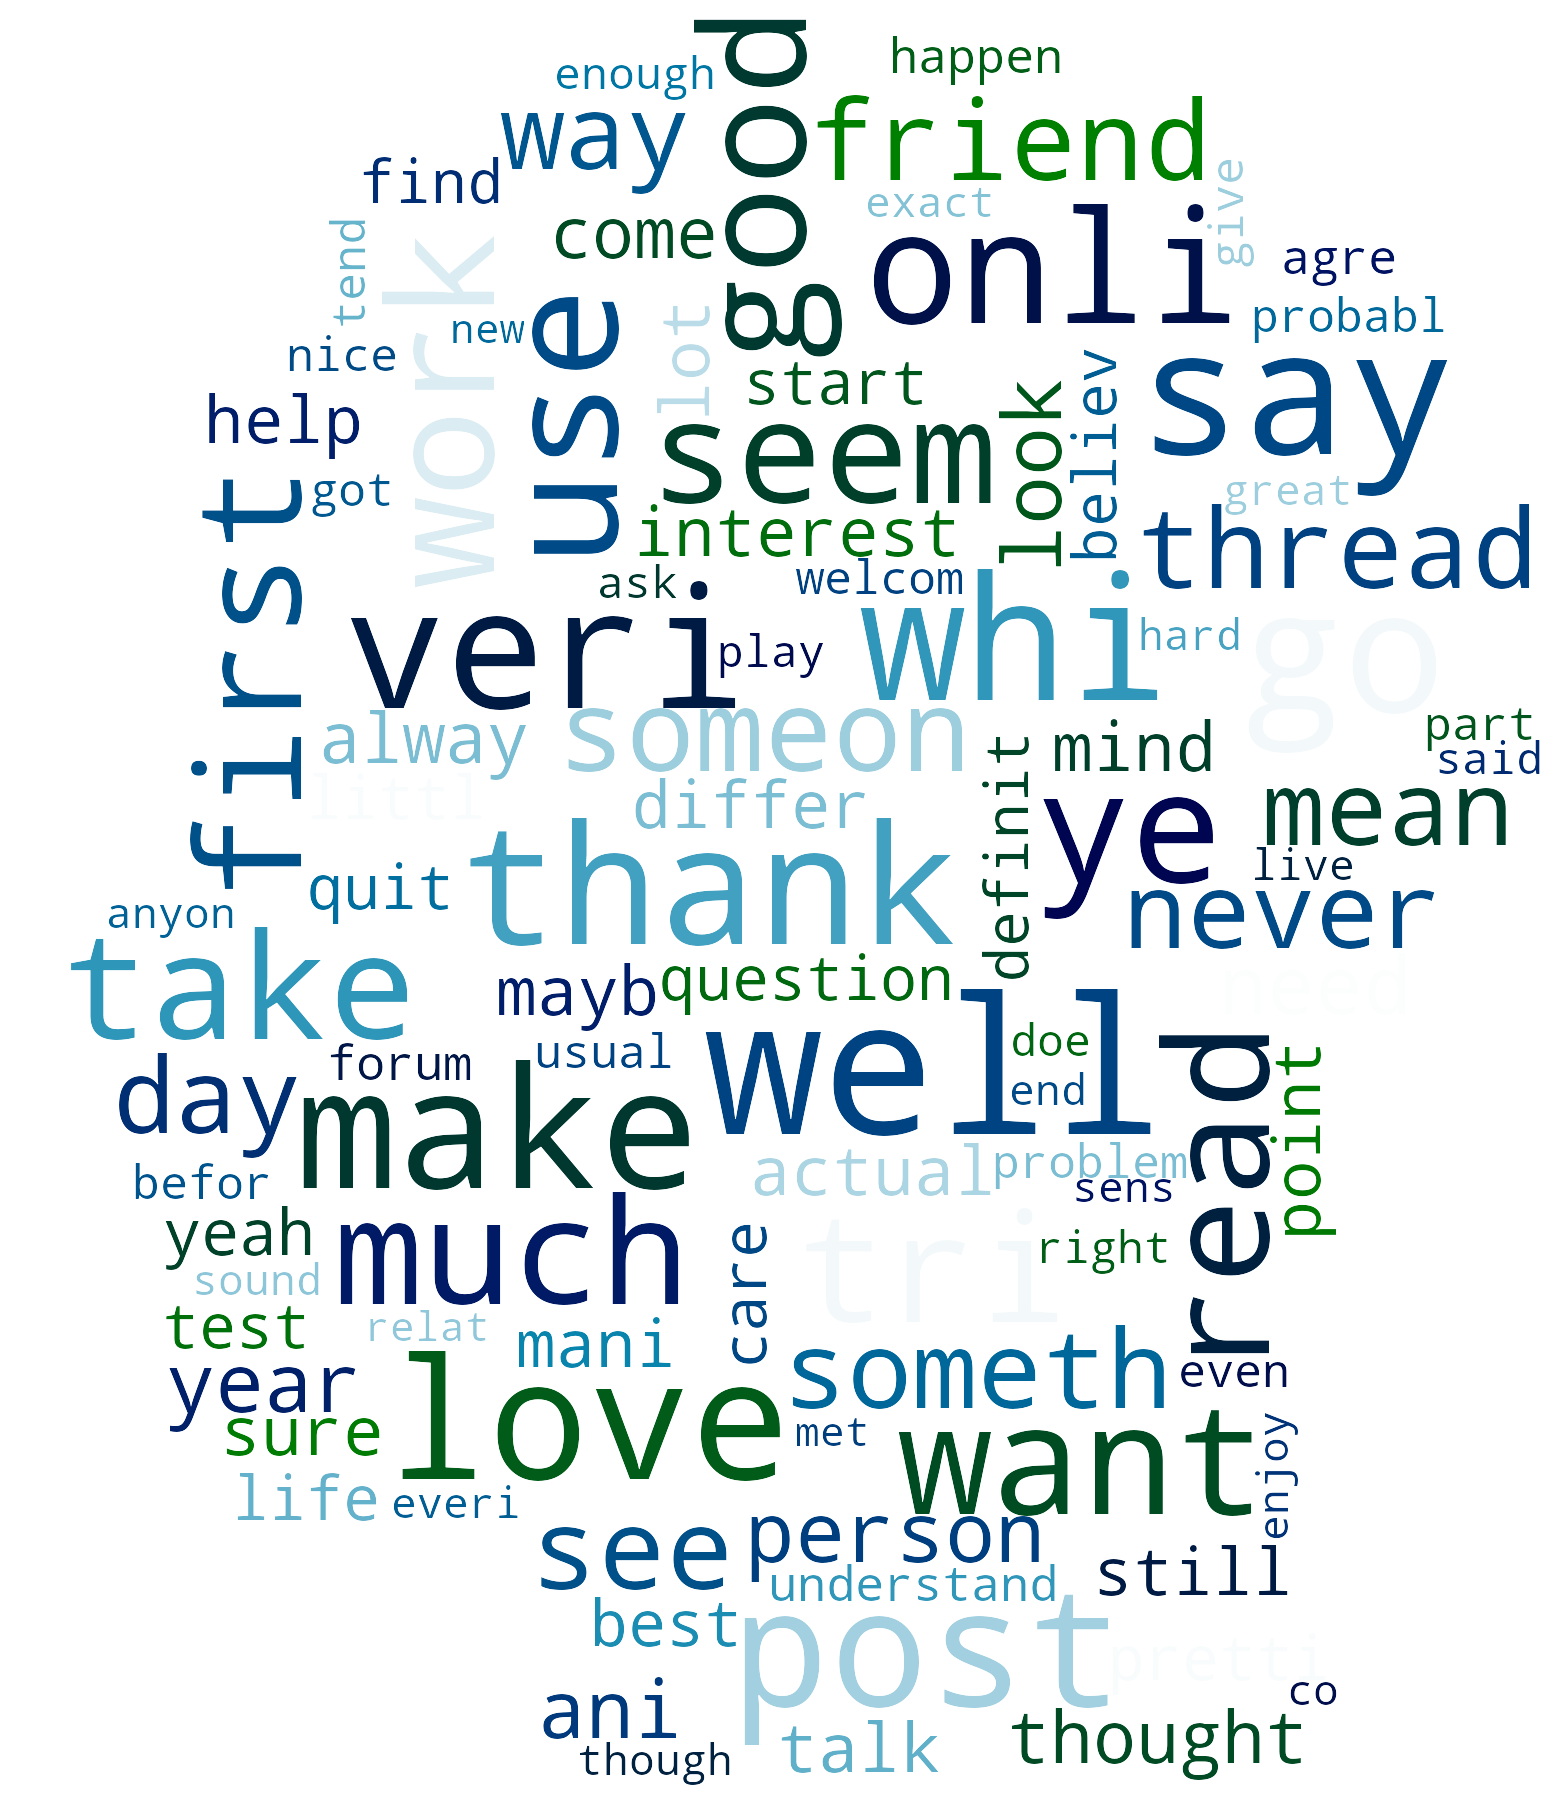 good
happen
enough
way
friend
find
exact
give
come
onli
tend
work
agre
use
probabl
new
lot
nice
say
start
look
believ
help
seem
first
got
great
interest
thread
ask
welcom
whi
veri
hard
go
play
alway
someon
part
definit
mind
said
littl
differ
ye
mean
thank
quit
live
never
anyon
take
mayb
question
need
well
read
day
forum
usual
doe
point
make
end
befor
actual
problem
sens
much
yeah
care
tri
right
sound
test
relat
mani
year
someth
even
love
sure
met
want
enjoy
life
everi
see
person
still
understand
best
post
pretti
ani
co
though
talk
thought